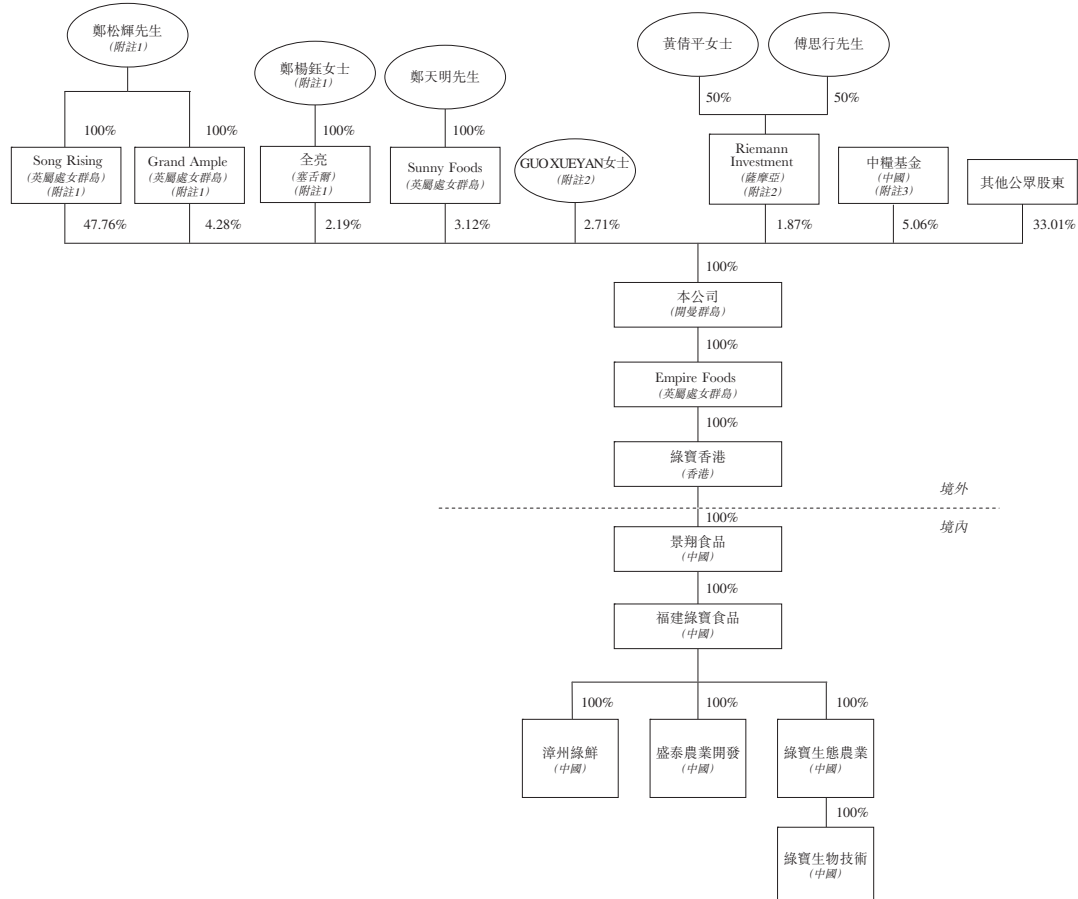 鄭松輝先生
(附註1)
鄭楊鈺女士
(附註1)
鄭天明先生
黃倩平女士
傅思行先生
50%
50%
100%
100%
100%
100%
Song Rising
(英屬處女群島)
(附註1)
Grand Ample
(英屬處女群島)
(附註1)
全亮
(塞舌爾)
(附註1)
Sunny Foods
(英屬處女群島)
GUO XUEYAN女士
(附註2)
Riemann
Investment
(薩摩亞)
(附註2)
中糧基金
(中國)
(附註3)
其他公眾股東
47.76%
4.28%
2.19%
3.12%
2.71%
1.87%
5.06%
33.01%
100%
本公司
(開曼群島)
100%
Empire Foods
(英屬處女群島)
100%
綠寶香港
(香港)
境外
100%
境內
景翔食品
(中國)
100%
福建綠寶食品
(中國)
100%
100%
100%
漳州綠鮮
(中國)
盛泰農業開發
(中國)
綠寶生態農業
(中國)
100%
綠寶生物技術
(中國)